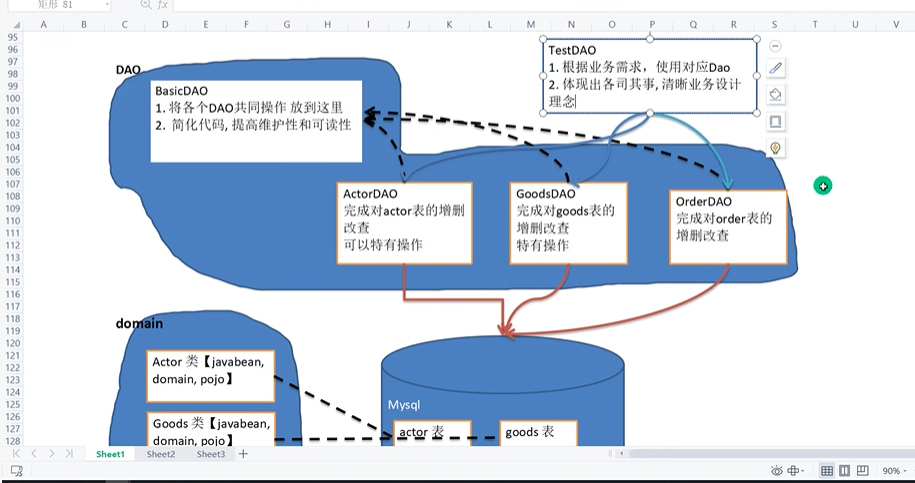 矩形 81
fx
A B C D E F G H I J K L M N O P Q R S T U V
95
96
97
98
99
100
101
102
103
104
105
106
107
108
109
110
111
112
113
114
115
116
117
118
119
120
121
122
123
124
125
126
127
128
TestDAO
1. 根据业务需求，使用对应Dao
2. 体现出各司其事, 清晰业务设计
理念
DAO
BasicDAO
1. 将各个DAO共同操作 放到这里
2. 简化代码, 提高维护性和可读性
ActorDAO
完成对actor表的增删
改查
可以特有操作
GoodsDAO
完成对goods表的
增删改查
特有操作
OrderDAO
完成对order表的
增删改查
domain
Actor 类【javabean,
domain, pojo】
Goods 类【javabean,
domain, pojo】
Mysql
actor 表
goods 表
Sheet1 Sheet2 Sheet3 +
90%